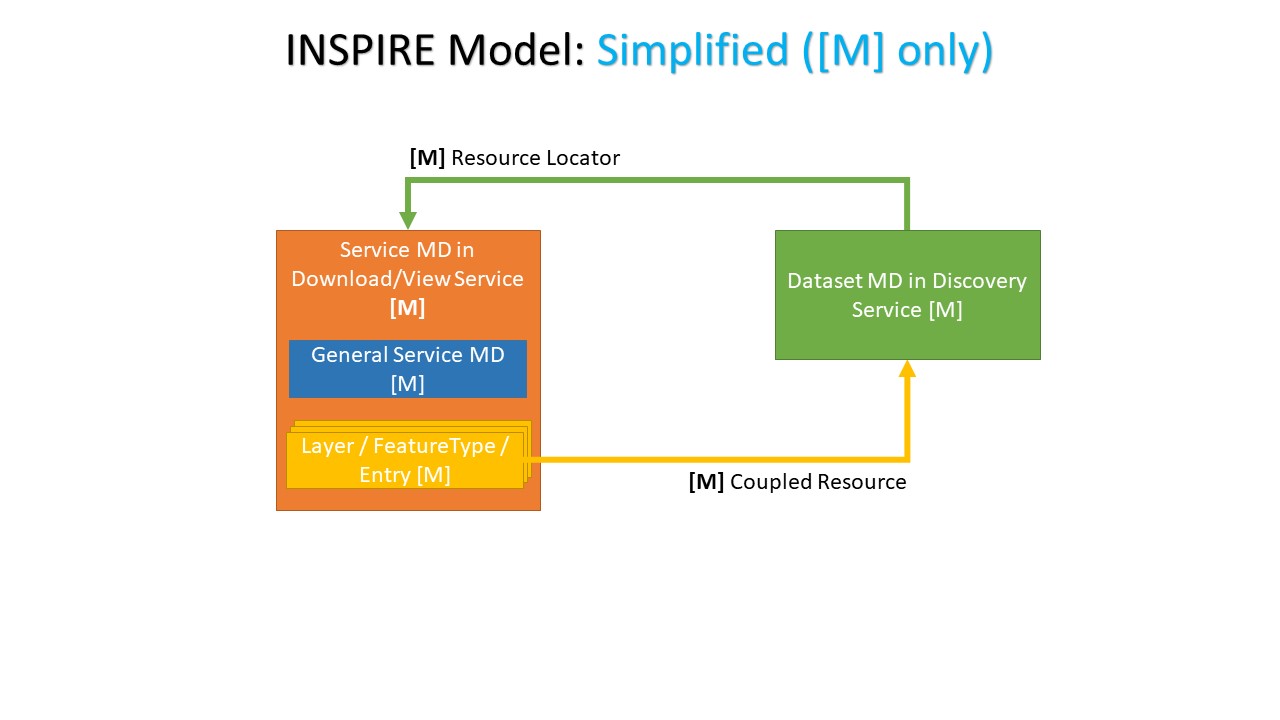 INSPIRE Model: Simplified ([M] only)
[M] Resource Locator
Service MD in
Download/View Service
[M]
General Service MD
[M]
Layer / FeatureType /
Entry [M]
Dataset MD in Discovery
Service [M]
[M] Coupled Resource